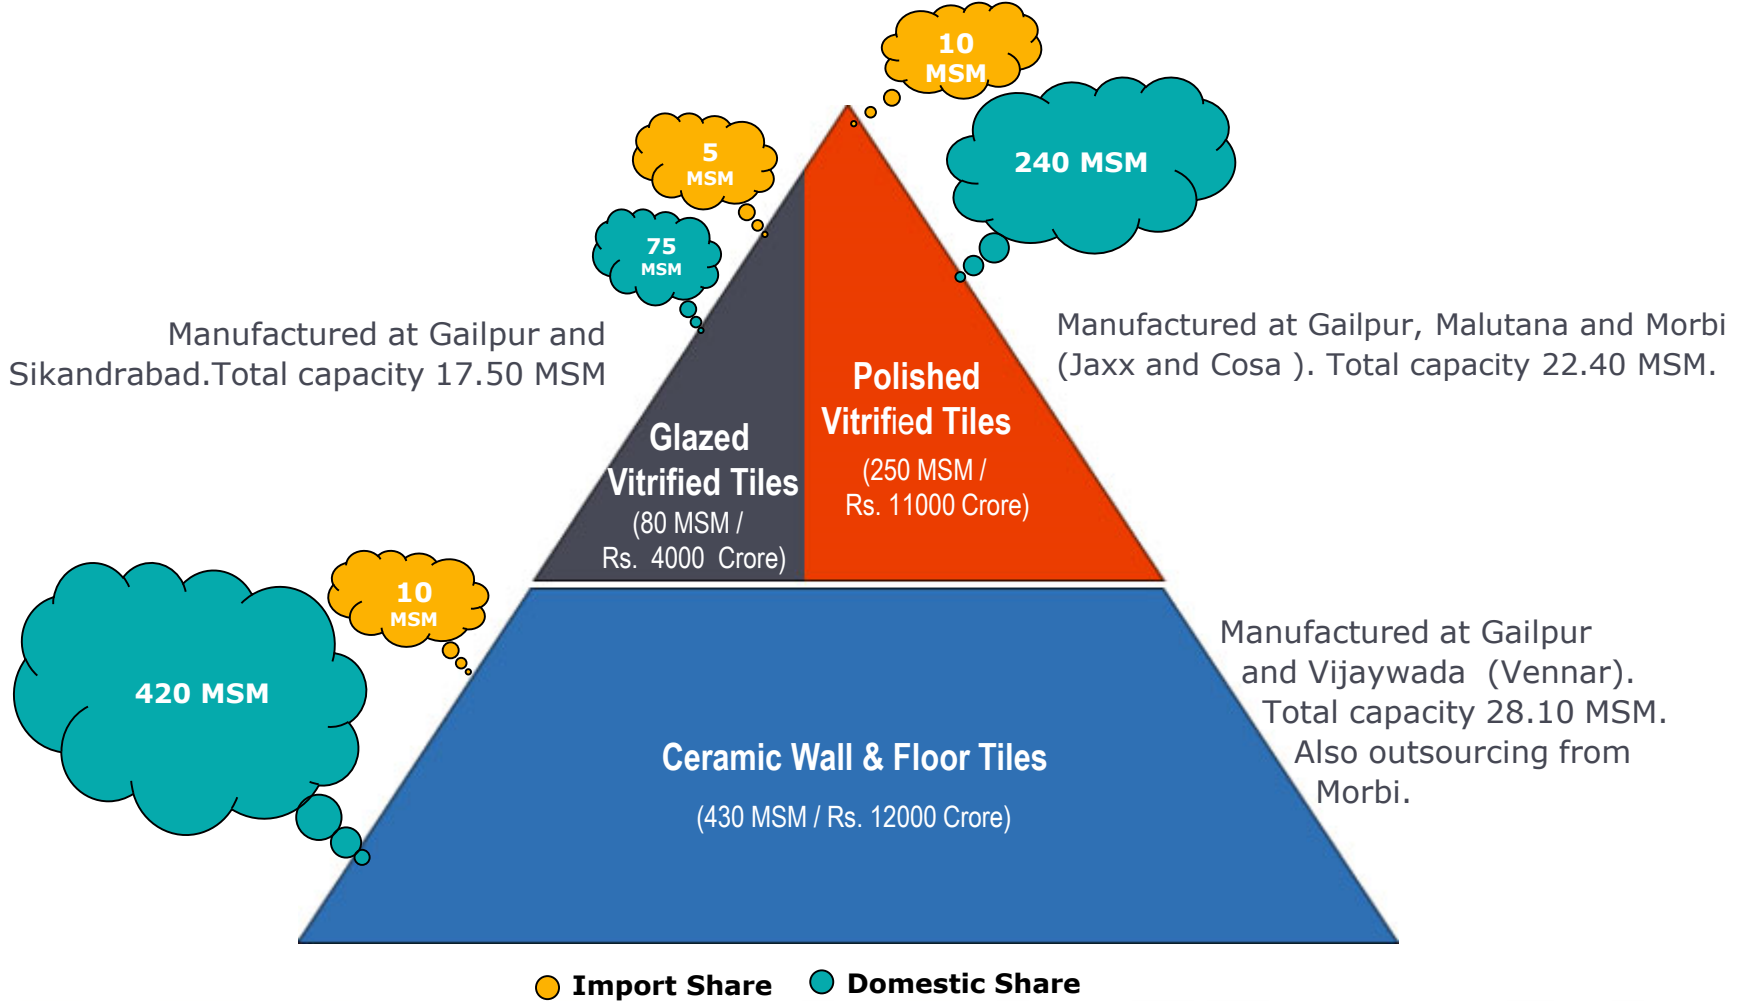 10
MSM
240 MSM
5
MSM
75
MSM
Manufactured at Gailpur and
Sikandrabad.Total capacity 17.50 MSM
Manufactured at Gailpur, Malutana and Morbi
(Jaxx and Cosa ). Total capacity 22.40 MSM.
Polished
Vitrified Tiles
(250 MSM /
Rs. 11000 Crore)
Glazed
Vitrified Tiles
(80 MSM /
Rs. 4000 Crore)
10
MSM
420 MSM
Manufactured at Gailpur
and Vijaywada (Vennar).
Total capacity 28.10 MSM.
Also outsourcing from
Morbi.
Ceramic Wall & Floor Tiles
(430 MSM / Rs. 12000 Crore)
Import Share
Domestic Share